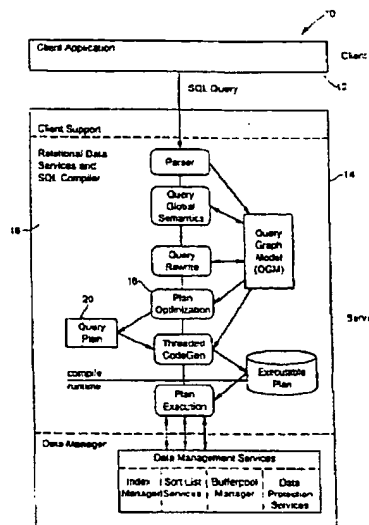 10
Client Application
Client
12
SQL Query
Client Support
Relational Data
Services and
SQL Compiler
14
16
Parser
Query
Global
Semantics
Query
Graph
Model
(QGM)
Query
Rewrite
18
Plan
Optimization
20
Query
Plan
Threaded
CodeGen
Executable
Plan
compile
runtime
Plan
Execution
Data Manager
Data Management Services
Index
Manager
Sort List
Services
Bufferpool
Manager
Data
Protection
Services